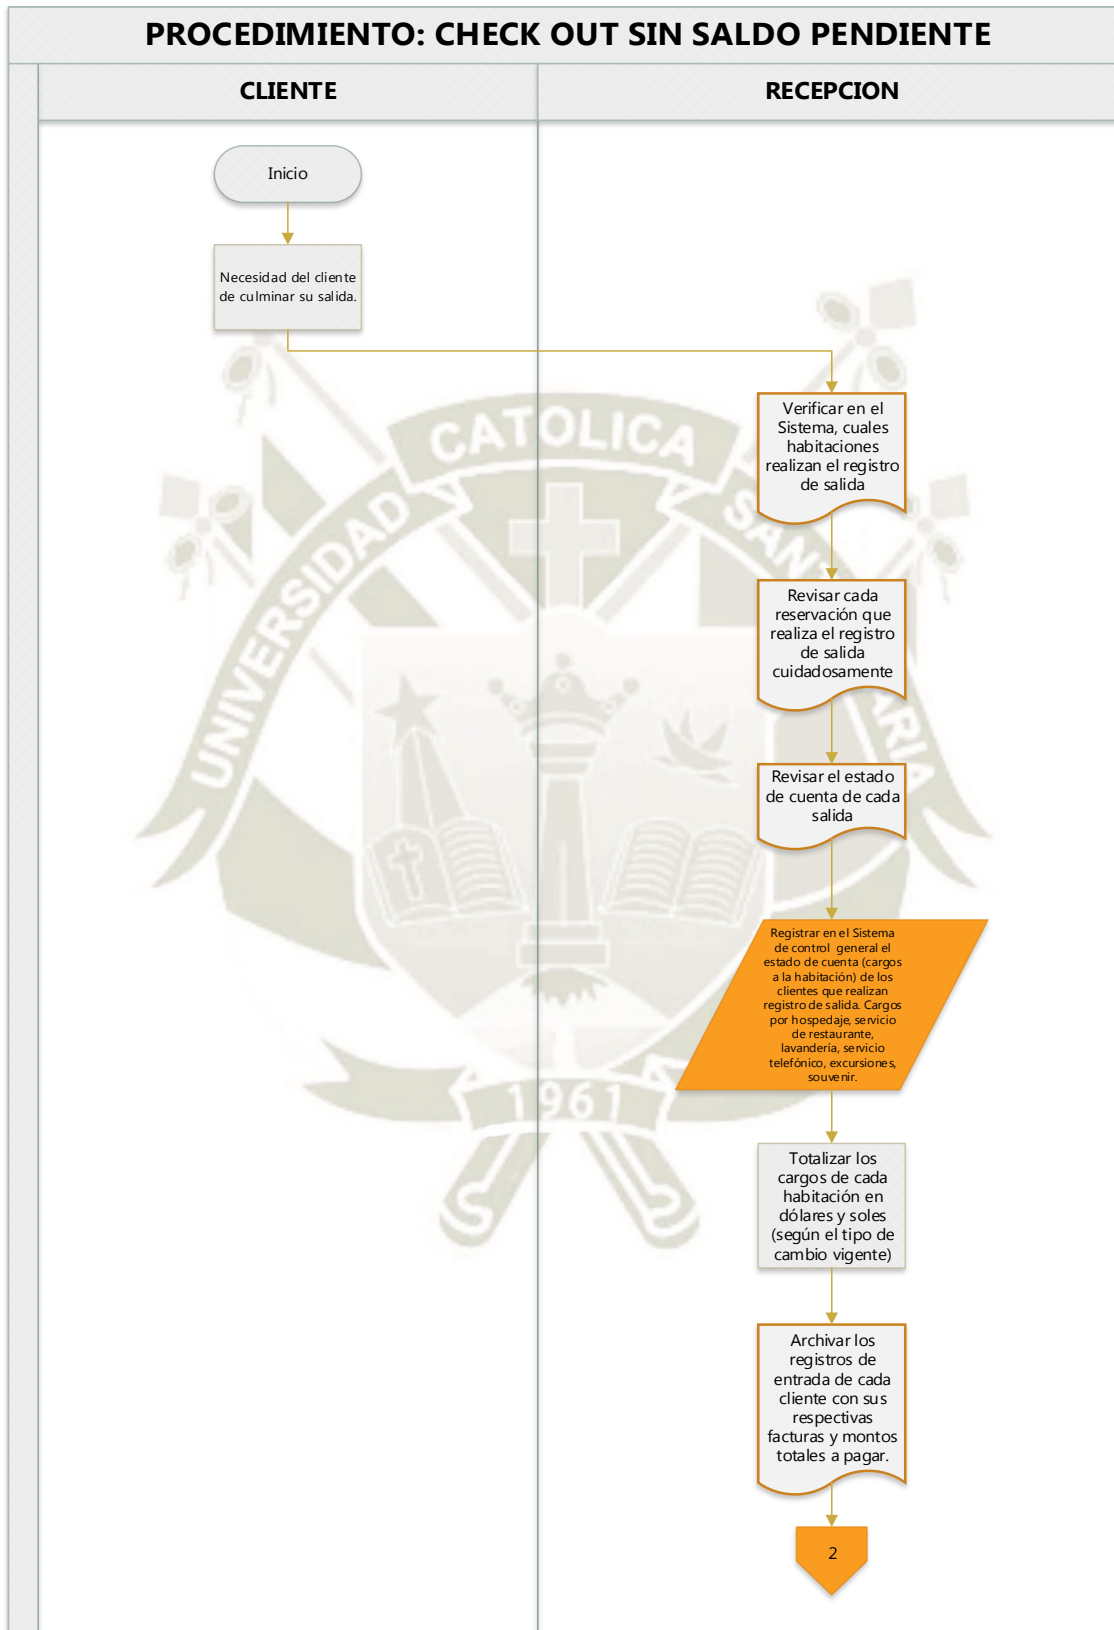 PROCEDIMIENTO: CHECK OUT SIN SALDO PENDIENTE
CLIENTE
RECEPCION
Inicio
Necesidad del cliente
de culminar su salida.
Verificar en el
Sistema, cuales
habitaciones
realizan el registro
de salida
Revisar cada
reservación que
realiza el registro
de salida
cuidadosamente
Revisar el estado
de cuenta de cada
salida
Registrar en el Sistema
de control general el
estado de cuenta (cargos
a la habitación) de los
clientes que realizan
registro de salida. Cargos
por hospedaje, servicio
de restaurante,
lavandería, servicio
telefónico, excursiones,
souvenir.
Totalizar los
cargos de cada
habitación en
dólares y soles
(según el tipo de
cambio vigente)
Archivar los
registros de
entrada de cada
cliente con sus
respectivas
facturas y montos
totales a pagar.
2
UNIVERSIDAD
CATOLICA
1961